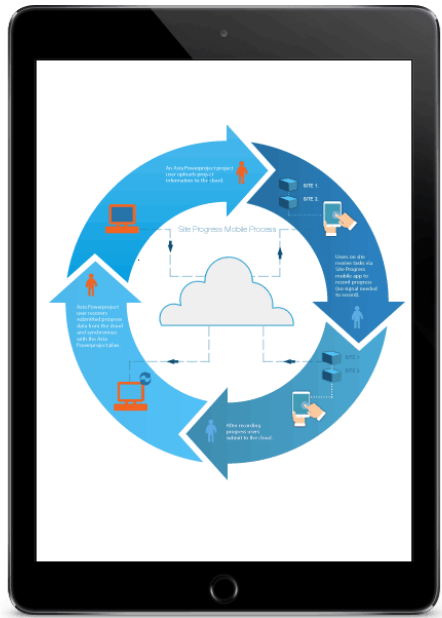 An Asta Powerproject project
user uploads project
information to the cloud.
SITE 1.
SITE 2.
Site Progress Mobile Process
Users on site
receive tasks via
Site Progress
mobile app to
record progress
(no signal needed
to record).
Asta Powerproject
user receives
submitted progress
data from the cloud
and synchronises
with the Asta
Powerproject plan.
SITE 1
SITE 2
After recording
progress users
submit to the cloud.